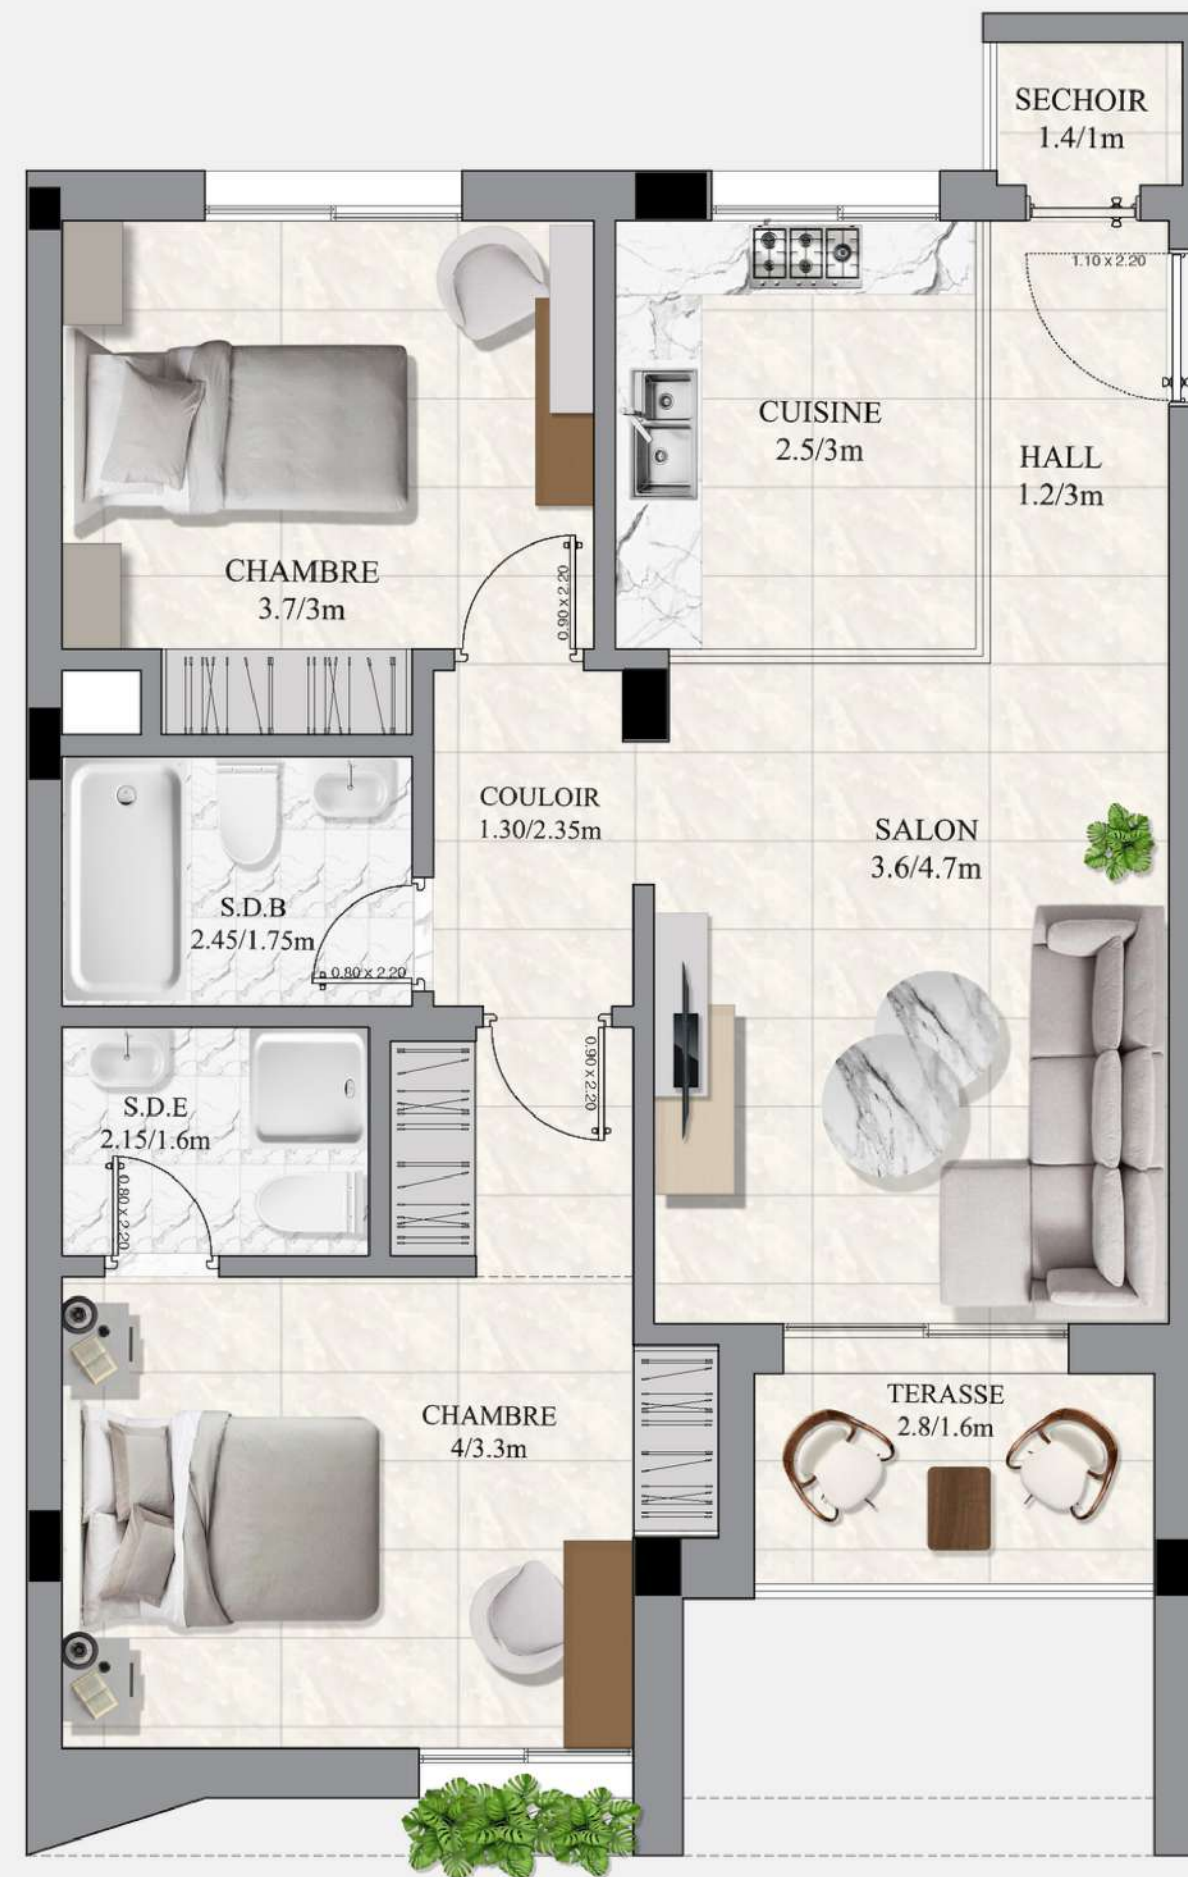 SECHOIR
1.4/1m
1.10 x 2.20
CUISINE
2.5/3m
HALL
1.2/3m
CHAMBRE
3.7/3m
0.90 x 2.20
COULOIR
1.30/2.35m
SALON
3.6/4.7m
S.D.B
2.45/1.75m
0.80 x 2.20
0.90 x 2.20
S.D.E
2.15/1.6m
0.80 x 2.20
CHAMBRE
4/3.3m
TERASSE
2.8/1.6m